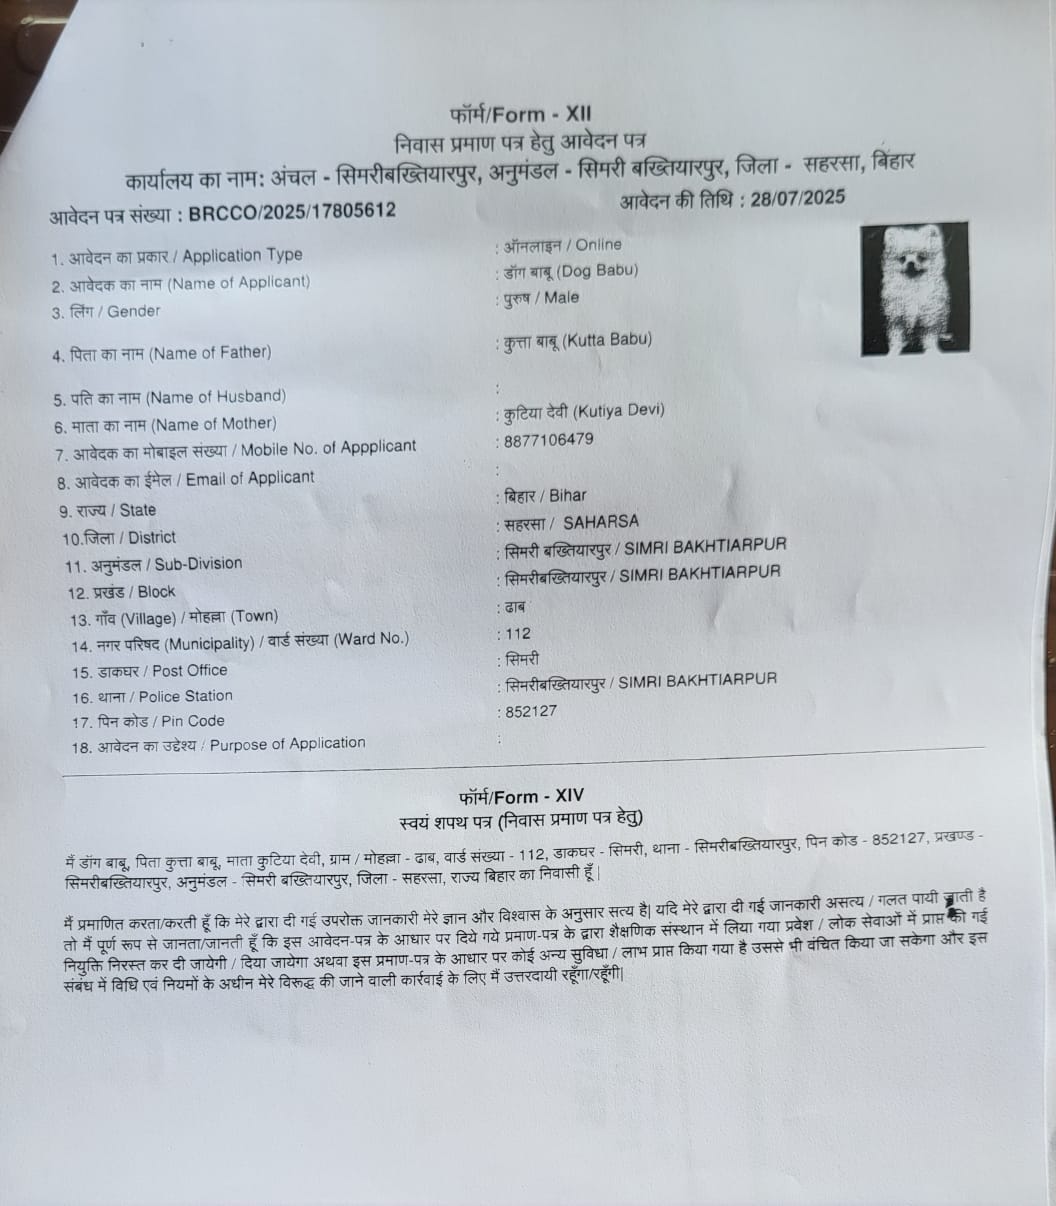 फॉर्म/Form - XII
निवास प्रमाण पत्र हेतु आवेदन पत्र
कार्यालय का नाम: अंचल - सिमरीबख्तियारपुर, अनुमंडल - सिमरी बख्तियारपुर, जिला - सहरसा, बिहार
आवेदन पत्र संख्या : BRCCO/2025/17805612 आवेदन की तिथि : 28/07/2025
1. आवेदन का प्रकार / Application Type : ऑनलाइन / Online
2. आवेदक का नाम (Name of Applicant) : डॉग बाबू (Dog Babu)
3. लिंग / Gender : पुरुष / Male
4. पिता का नाम (Name of Father) : कुत्ता बाबू (Kutta Babu)
5. पति का नाम (Name of Husband) :
6. माता का नाम (Name of Mother) : कुटिया देवी (Kutiya Devi)
7. आवेदक का मोबाइल संख्या / Mobile No. of Appplicant : 8877106479
8. आवेदक का ईमेल / Email of Applicant :
9. राज्य / State : बिहार / Bihar
10.जिला / District : सहरसा / SAHARSA
11. अनुमंडल / Sub-Division : सिमरी बख्तियारपुर / SIMRI BAKHTIARPUR
12. प्रखंड / Block : सिमरीबख्तियारपुर / SIMRI BAKHTIARPUR
13. गाँव (Village) / मोहल्ला (Town) : ढाब
14. नगर परिषद (Municipality) / वार्ड संख्या (Ward No.) : 112
15. डाकघर / Post Office : सिमरी
16. थाना / Police Station : सिमरीबख्तियारपुर / SIMRI BAKHTIARPUR
17. पिन कोड / Pin Code : 852127
18. आवेदन का उद्देश्य / Purpose of Application :
फॉर्म/Form - XIV
स्वयं शपथ पत्र (निवास प्रमाण पत्र हेतु)
मैं डॉग बाबू, पिता कुत्ता बाबू, माता कुटिया देवी, ग्राम / मोहल्ला - ढाब, वार्ड संख्या - 112, डाकघर - सिमरी, थाना - सिमरीबख्तियारपुर, पिन कोड - 852127, प्रखण्ड -
सिमरीबख्तियारपुर, अनुमंडल - सिमरी बख्तियारपुर, जिला - सहरसा, राज्य बिहार का निवासी हूँ |
मैं प्रमाणित करता/करती हूँ कि मेरे द्वारा दी गई उपरोक्त जानकारी मेरे ज्ञान और विश्वास के अनुसार सत्य है| यदि मेरे द्वारा दी गई जानकारी असत्य / गलत पायी जाती है
तो मैं पूर्ण रूप से जानता/जानती हूँ कि इस आवेदन-पत्र के आधार पर दिये गये प्रमाण-पत्र के द्वारा शैक्षणिक संस्थान में लिया गया प्रवेश / लोक सेवाओं में प्राप्त की गई
नियुक्ति निरस्त कर दी जायेगी / दिया जायेगा अथवा इस प्रमाण-पत्र के आधार पर कोई अन्य सुविधा / लाभ प्राप्त किया गया है उससे भी वंचित किया जा सकेगा और इस
संबंध में विधि एवं नियमों के अधीन मेरे विरूद्ध की जाने वाली कार्रवाई के लिए मैं उत्तरदायी रहूँगा/रहूँगी|